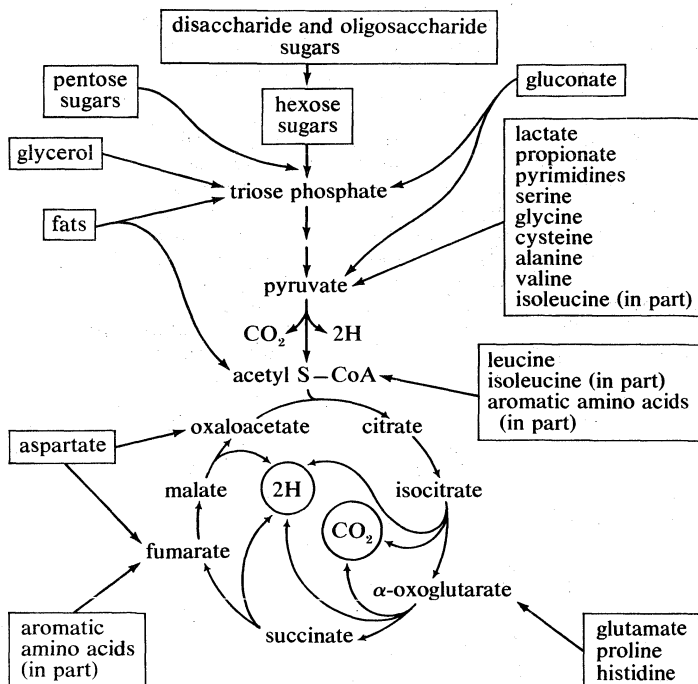 disaccharide and oligosaccharide
sugars
pentose
sugars
hexose
sugars
gluconate
glycerol
triose phosphate
lactate
propionate
pyrimidines
serine
glycine
cysteine
alanine
valine
isoleucine (in part)
fats
pyruvate
CO₂
2H
acetyl S–CoA
leucine
isoleucine (in part)
aromatic amino acids
(in part)
aspartate
oxaloacetate
citrate
malate
2H
isocitrate
CO₂
fumarate
α-oxoglutarate
succinate
aromatic
amino acids
(in part)
glutamate
proline
histidine